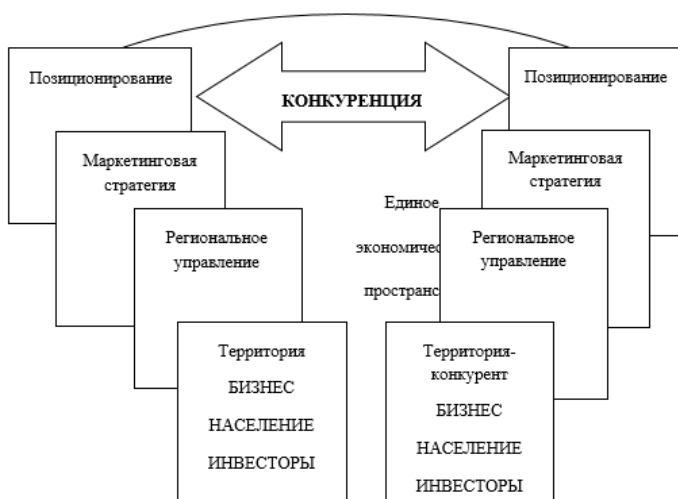 Позиционирование
Маркетинговая
стратегия
Региональное
управление
Территория
БИЗНЕС
НАСЕЛЕНИЕ
ИНВЕСТОРЫ
КОНКУРЕНЦИЯ
Единое
Позиционирование
Маркетинговая
стратегия
Региональное
управление
Территория-
конкурент
БИЗНЕС
НАСЕЛЕНИЕ
ИНВЕСТОРЫ